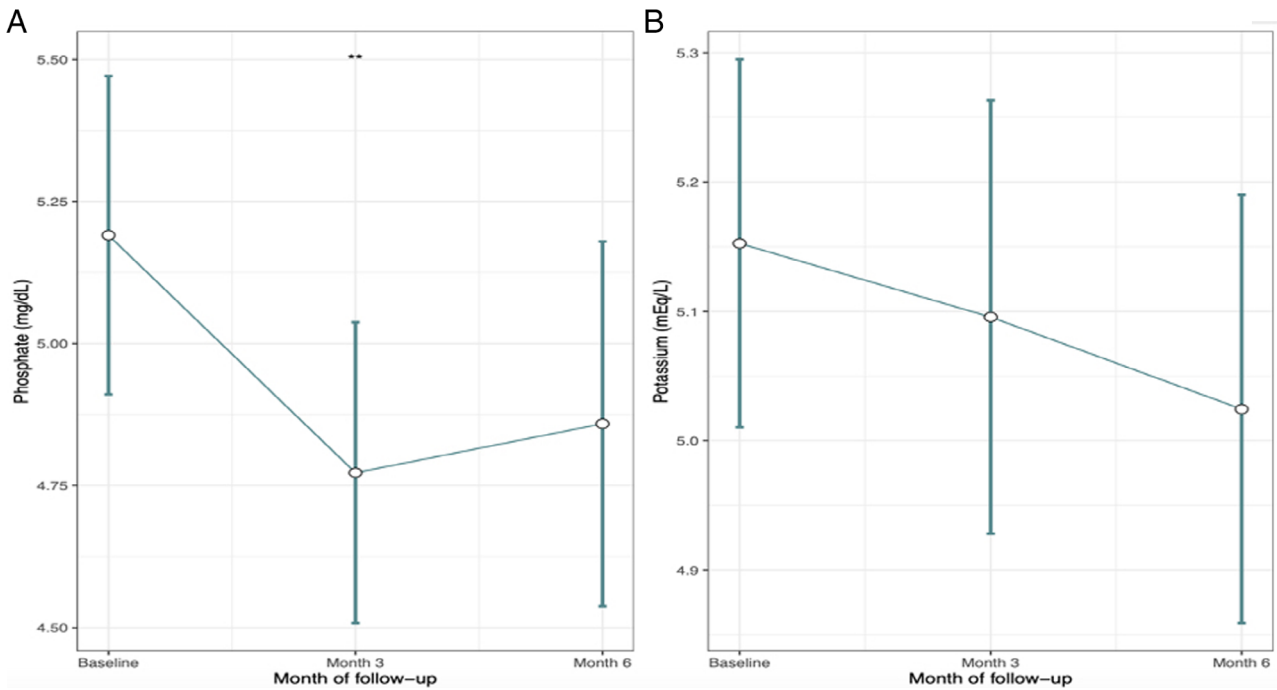 A
B
**
5.50
5.25
5.00
4.75
4.50
Phosphate (mg/dL)
Baseline
Month 3
Month 6
Month of follow−up
5.3
5.2
5.1
5.0
4.9
Potassium (mEq/L)
Baseline
Month 3
Month 6
Month of follow−up